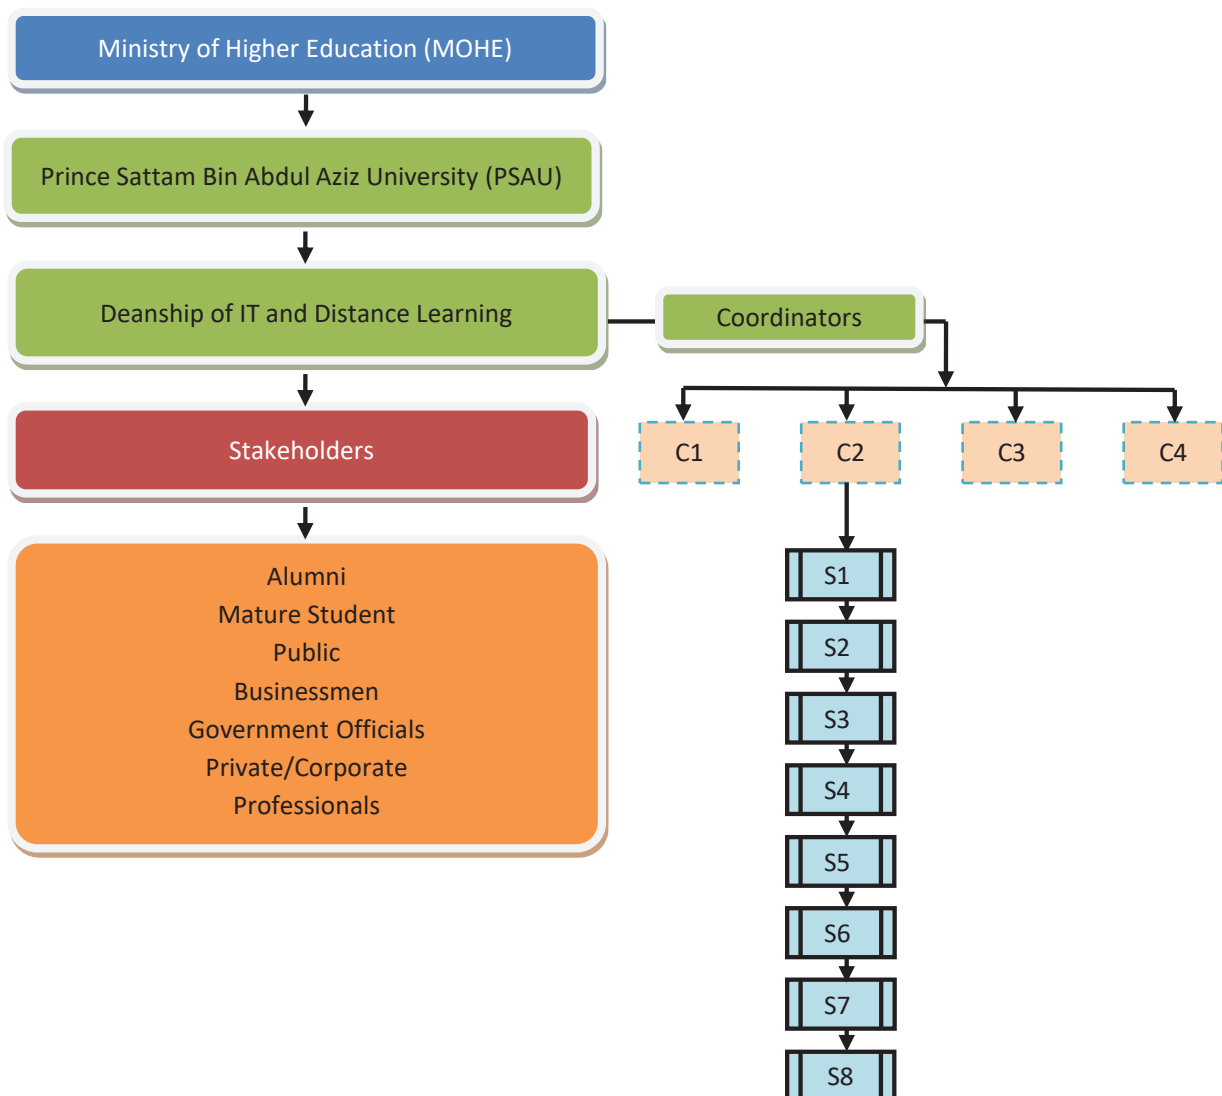 Ministry of Higher Education (MOHE)
Prince Sattam Bin Abdul Aziz University (PSAU)
Deanship of IT and Distance Learning
Coordinators
Stakeholders
C1
C2
C3
C4
Alumni
Mature Student
Public
Businessmen
Government Officials
Private/Corporate
Professionals
S1
S2
S3
S4
S5
S6
S7
S8